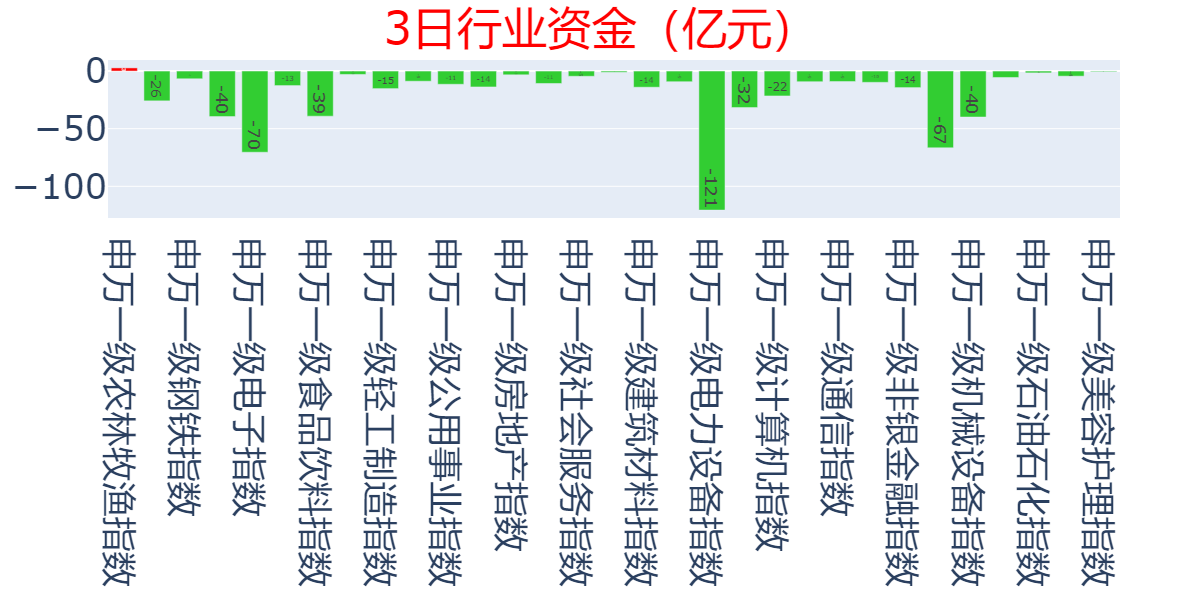 3日行业资金（亿元）
0
−50
−100
-26
-40
-70
-13
-39
-15
-11
-14
-11
-14
-121
-32
-22
-14
-67
-40
申万一级农林牧渔指数
申万一级钢铁指数
申万一级电子指数
申万一级食品饮料指数
申万一级轻工制造指数
申万一级公用事业指数
申万一级房地产指数
申万一级社会服务指数
申万一级建筑材料指数
申万一级电力设备指数
申万一级计算机指数
申万一级通信指数
申万一级非银金融指数
申万一级机械设备指数
申万一级石油石化指数
申万一级美容护理指数